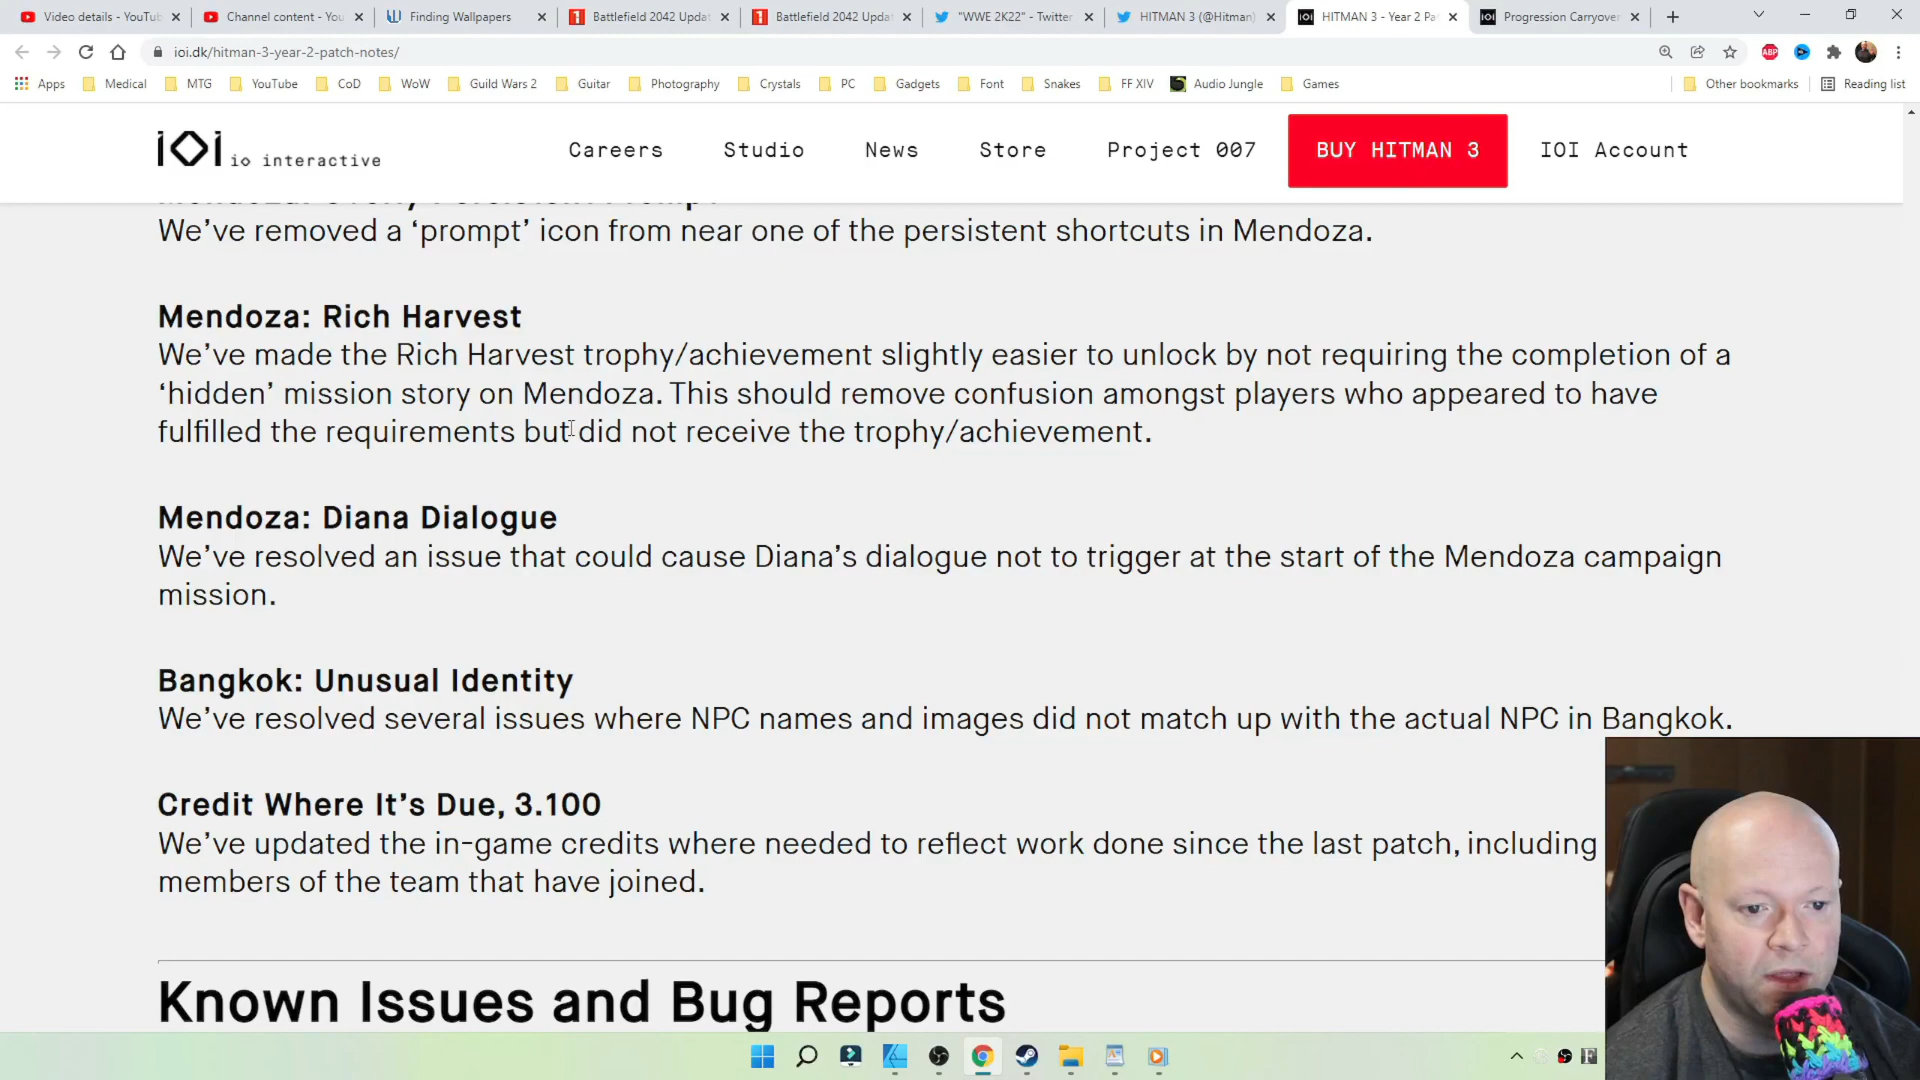 Video details - YouTub
Channel content - You
Finding Wallpapers
Battlefield 2042 Updat
Battlefield 2042 Updat
"WWE 2K22" - Twitter
HITMAN 3 (@Hitman)
HITMAN 3 - Year 2 Pa
Progression Carryover
ioi.dk/hitman-3-year-2-patch-notes/
ABP
Apps
Medical
MTG
YouTube
CoD
WoW
Guild Wars 2
Guitar
Photography
Crystals
PC
Gadgets
Font
Snakes
FF XIV
Audio Jungle
Games
Other bookmarks
Reading list
ioi io interactive
Careers
Studio
News
Store
Project 007
BUY HITMAN 3
IOI Account
We've removed a ‘prompt’ icon from near one of the persistent shortcuts in Mendoza.
Mendoza: Rich Harvest
We've made the Rich Harvest trophy/achievement slightly easier to unlock by not requiring the completion of a
‘hidden’ mission story on Mendoza. This should remove confusion amongst players who appeared to have
fulfilled the requirements but did not receive the trophy/achievement.
Mendoza: Diana Dialogue
We've resolved an issue that could cause Diana's dialogue not to trigger at the start of the Mendoza campaign
mission.
Bangkok: Unusual Identity
We've resolved several issues where NPC names and images did not match up with the actual NPC in Bangkok.
Credit Where It's Due, 3.100
We've updated the in-game credits where needed to reflect work done since the last patch, including
members of the team that have joined.
Known Issues and Bug Reports